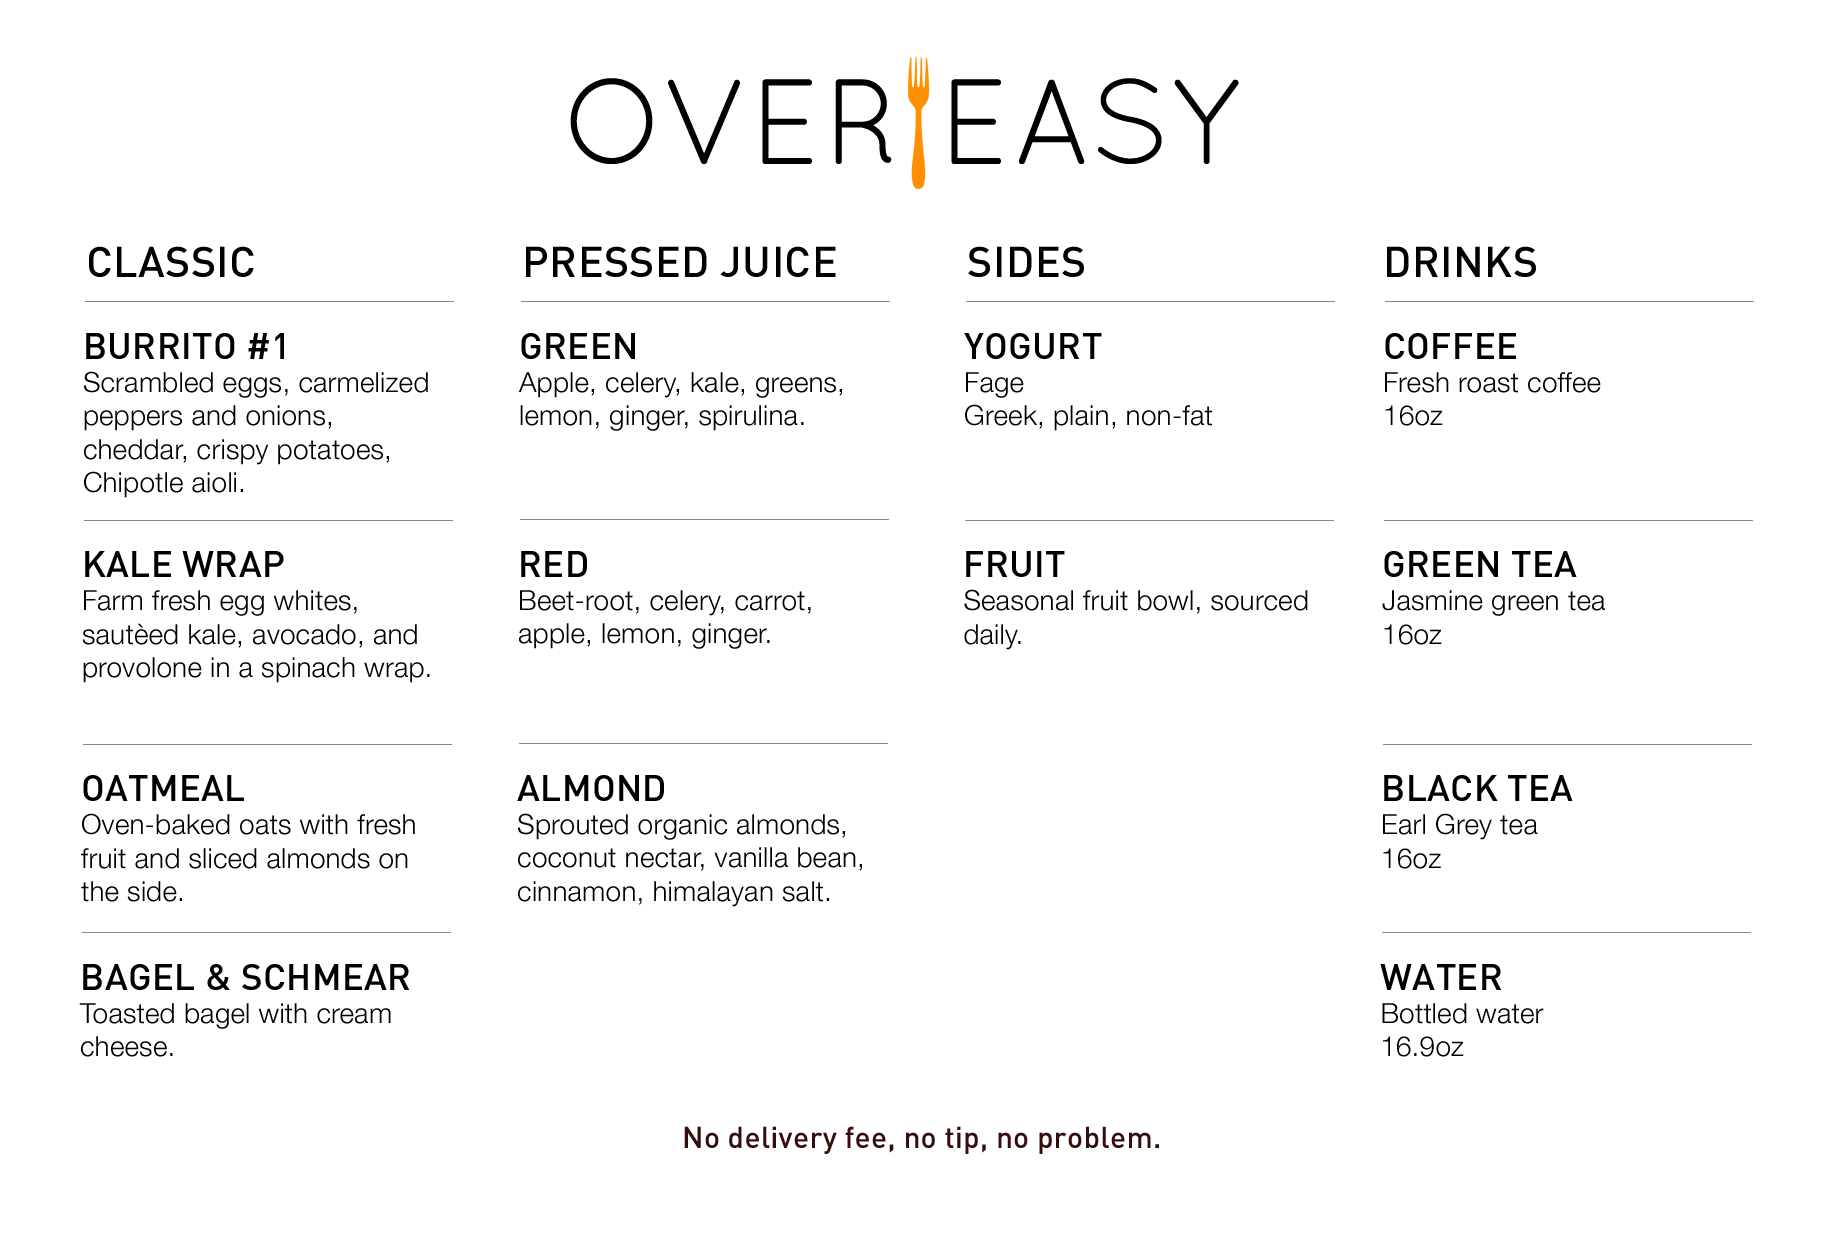 OVER EASY
CLASSIC
BURRITO #1
Scrambled eggs, carmelized
peppers and onions,
cheddar, crispy potatoes,
Chipotle aioli.
KALE WRAP
Farm fresh egg whites,
sautèed kale, avocado, and
provolone in a spinach wrap.
OATMEAL
Oven-baked oats with fresh
fruit and sliced almonds on
the side.
BAGEL & SCHMEAR
Toasted bagel with cream
cheese.
PRESSED JUICE
GREEN
Apple, celery, kale, greens,
lemon, ginger, spirulina.
RED
Beet-root, celery, carrot,
apple, lemon, ginger.
ALMOND
Sprouted organic almonds,
coconut nectar, vanilla bean,
cinnamon, himalayan salt.
SIDES
YOGURT
Fage
Greek, plain, non-fat
FRUIT
Seasonal fruit bowl, sourced
daily.
DRINKS
COFFEE
Fresh roast coffee
16oz
GREEN TEA
Jasmine green tea
16oz
BLACK TEA
Earl Grey tea
16oz
WATER
Bottled water
16.9oz
No delivery fee, no tip, no problem.